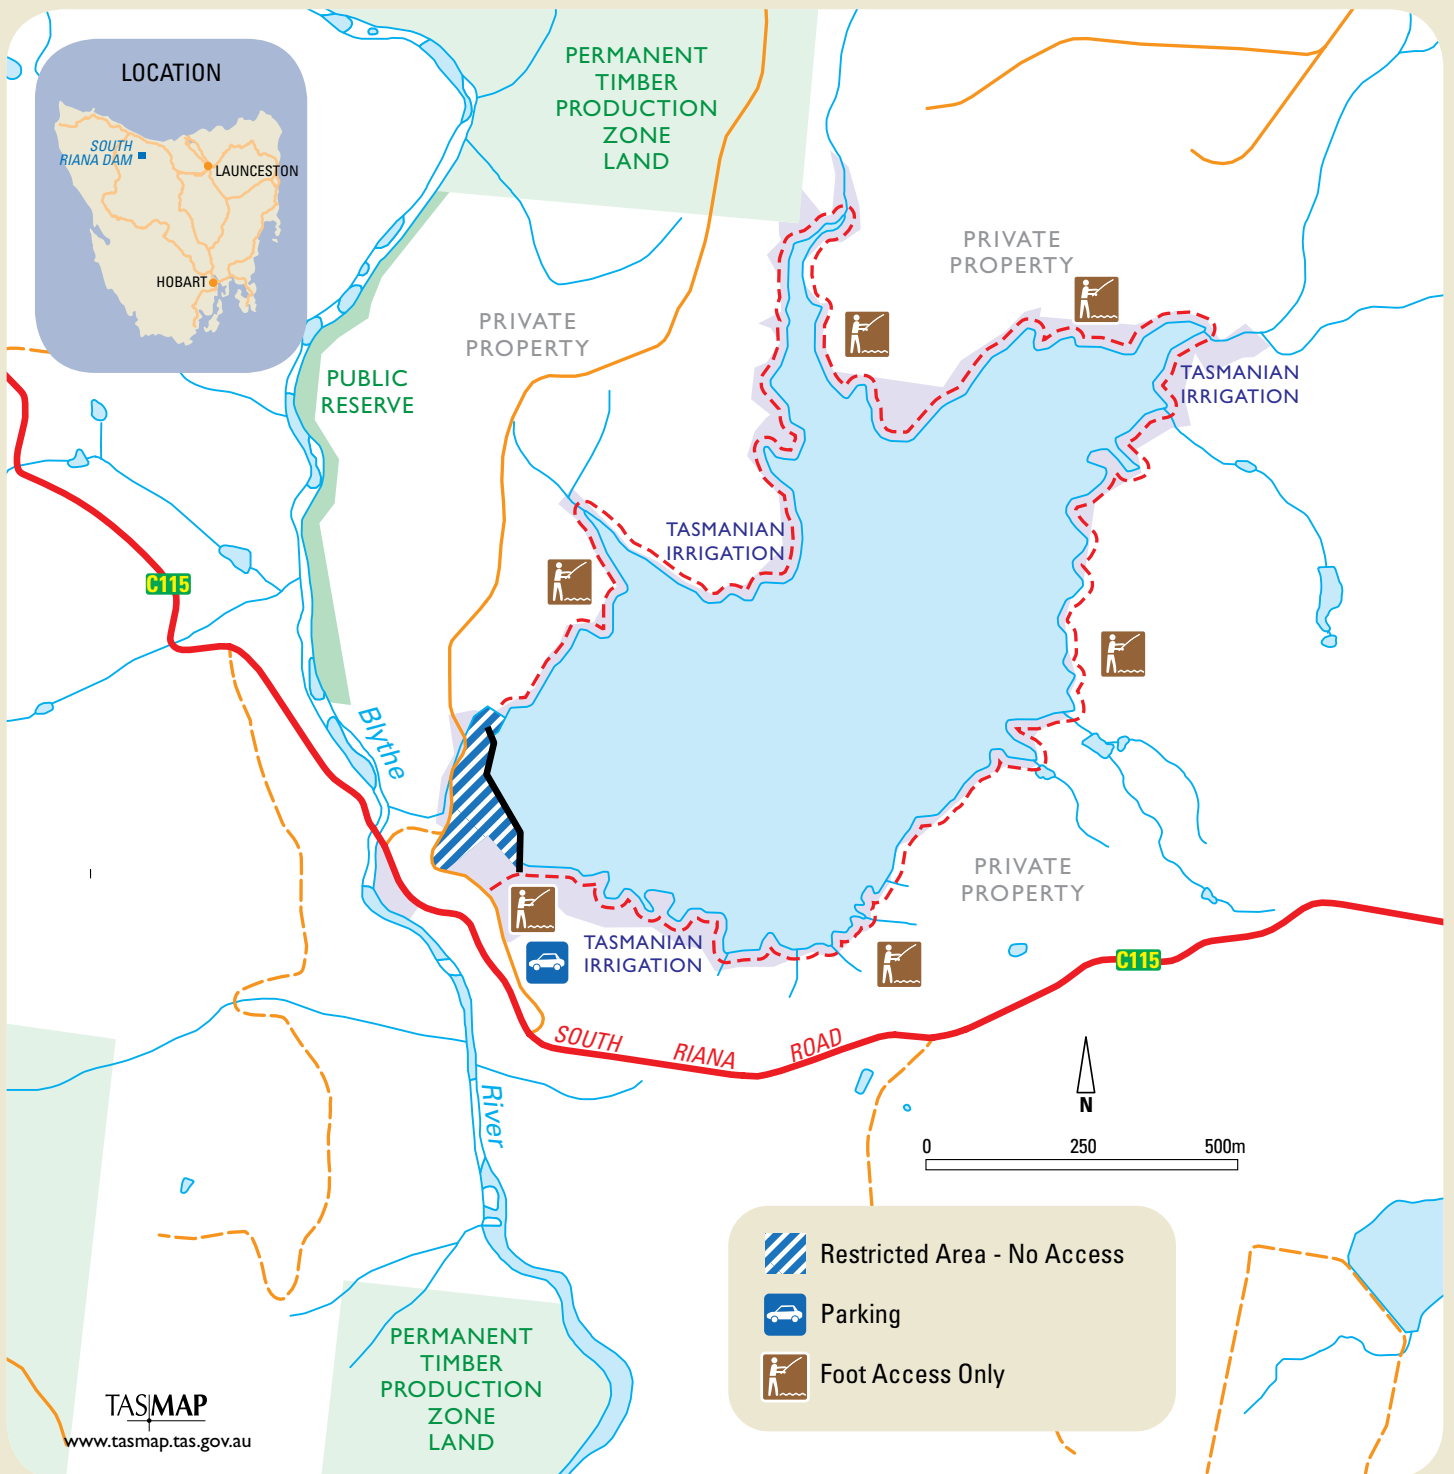 LOCATION
SOUTH
RIANA DAM
LAUNCESTON
HOBART
PERMANENT
TIMBER
PRODUCTION
ZONE
LAND
PRIVATE
PROPERTY
PRIVATE
PROPERTY
PUBLIC
RESERVE
TASMANIAN
IRRIGATION
TASMANIAN
IRRIGATION
C115
Blythe
PRIVATE
PROPERTY
TASMANIAN
IRRIGATION
C115
SOUTH RIANA ROAD
River
N
0 250 500m
Restricted Area - No Access
Parking
Foot Access Only
PERMANENT
TIMBER
PRODUCTION
ZONE
LAND
TASMAP
www.tasmap.tas.gov.au